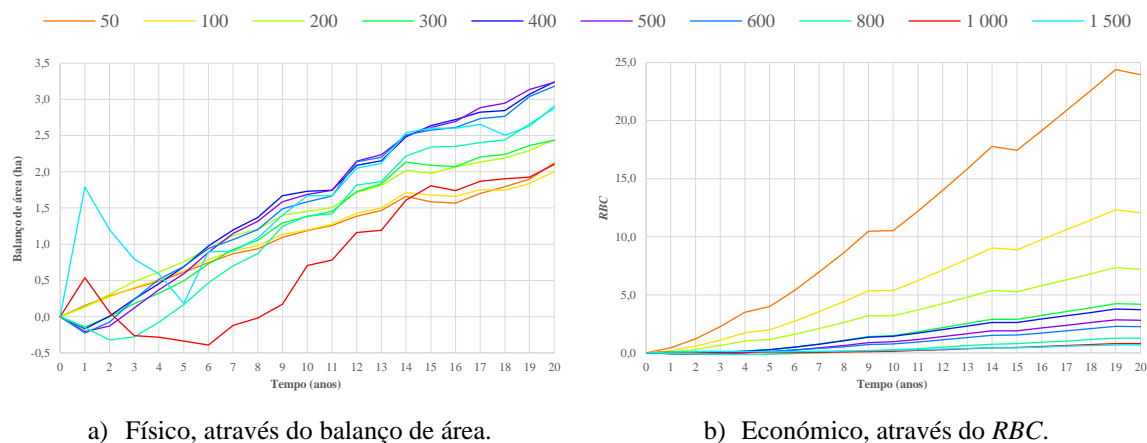 50 100 200 300 400 500 600 800 1 000 1 500
3,5
3,0
2,5
2,0
1,5
1,0
0,5
0,0
-0,5
Balanço de área (ha)
0 1 2 3 4 5 6 7 8 9 10 11 12 13 14 15 16 17 18 19 20
Tempo (anos)
a) Físico, através do balanço de área.
25,0
20,0
15,0
10,0
5,0
0,0
RBC
0 1 2 3 4 5 6 7 8 9 10 11 12 13 14 15 16 17 18 19 20
Tempo (anos)
b) Económico, através do RBC.